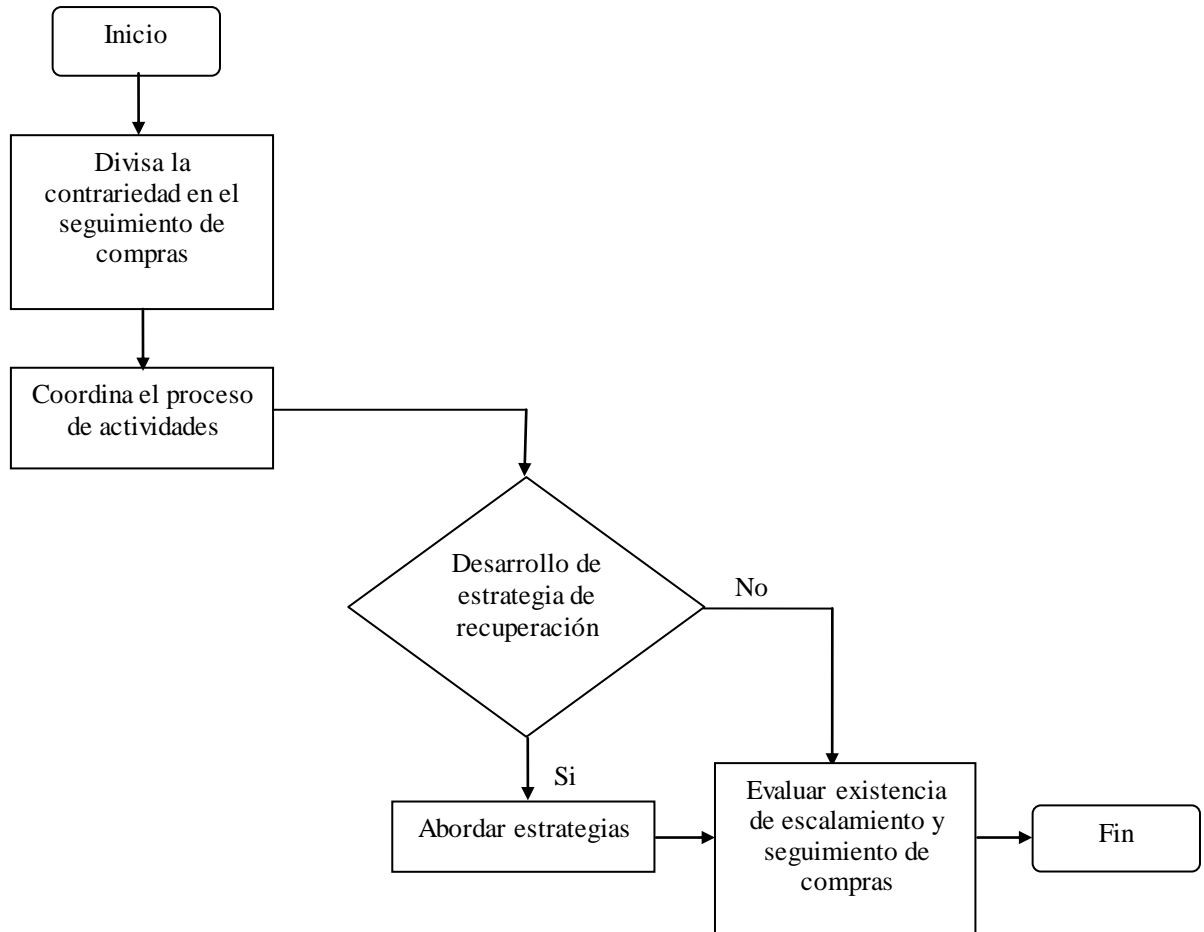 Inicio
Divisa la
contrariedad en el
seguimiento de
compras
Coordina el proceso
de actividades
Desarrollo de
estrategia de
recuperación
No
Si
Abordar estrategias
Evaluar existencia
de escalamiento y
seguimiento de
compras
Fin